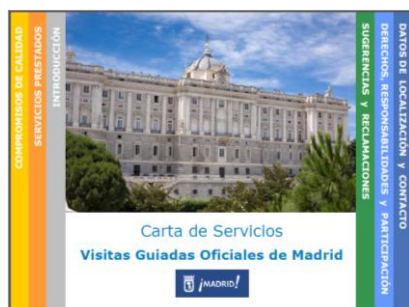 COMPROMISOS DE CALIDAD
SERVICIOS PRESTADOS
INTRODUCCIÓN
SUGERENCIAS y RECLAMACIONES
DERECHOS, RESPONSABILIDADES y PARTICIPACIÓN
DATOS DE LOCALIZACIÓN y CONTACTO
Carta de Servicios
Visitas Guiadas Oficiales de Madrid
¡MADRID!